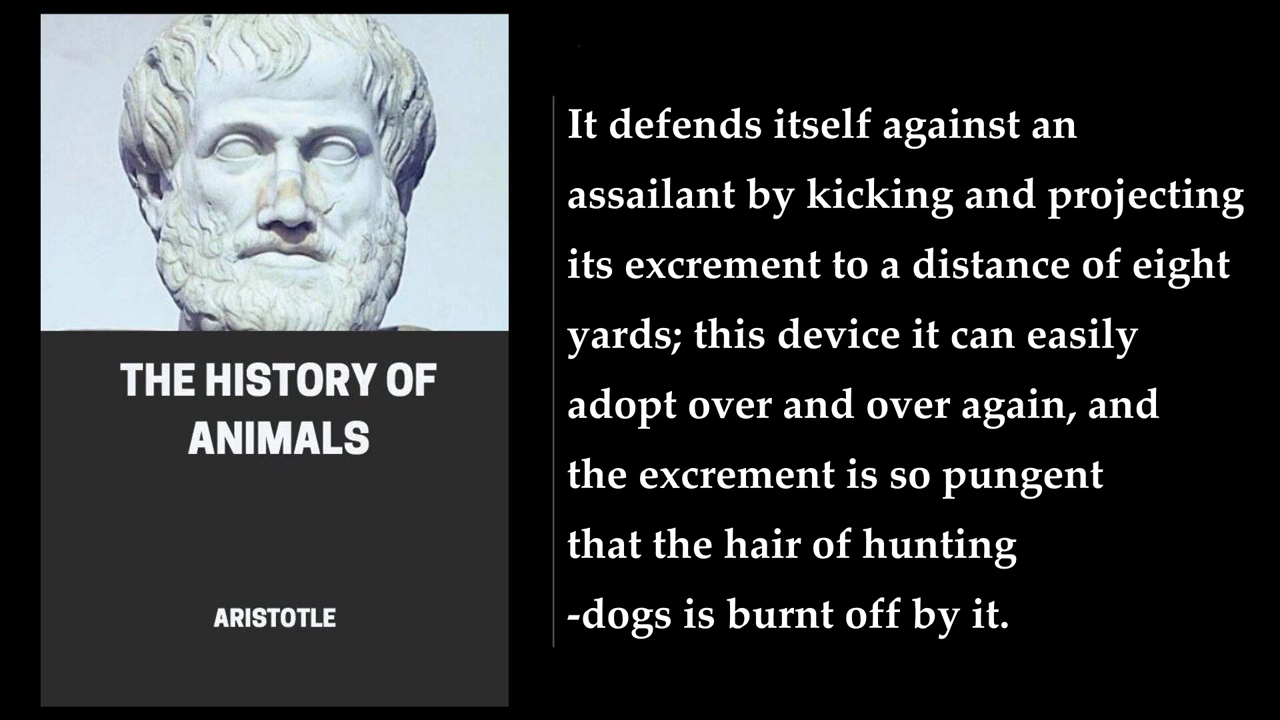 THE HISTORY OF
ANIMALS
ARISTOTLE
It defends itself against an
assailant by kicking and projecting
its excrement to a distance of eight
yards; this device it can easily
adopt over and over again, and
the excrement is so pungent
that the hair of hunting
-dogs is burnt off by it.